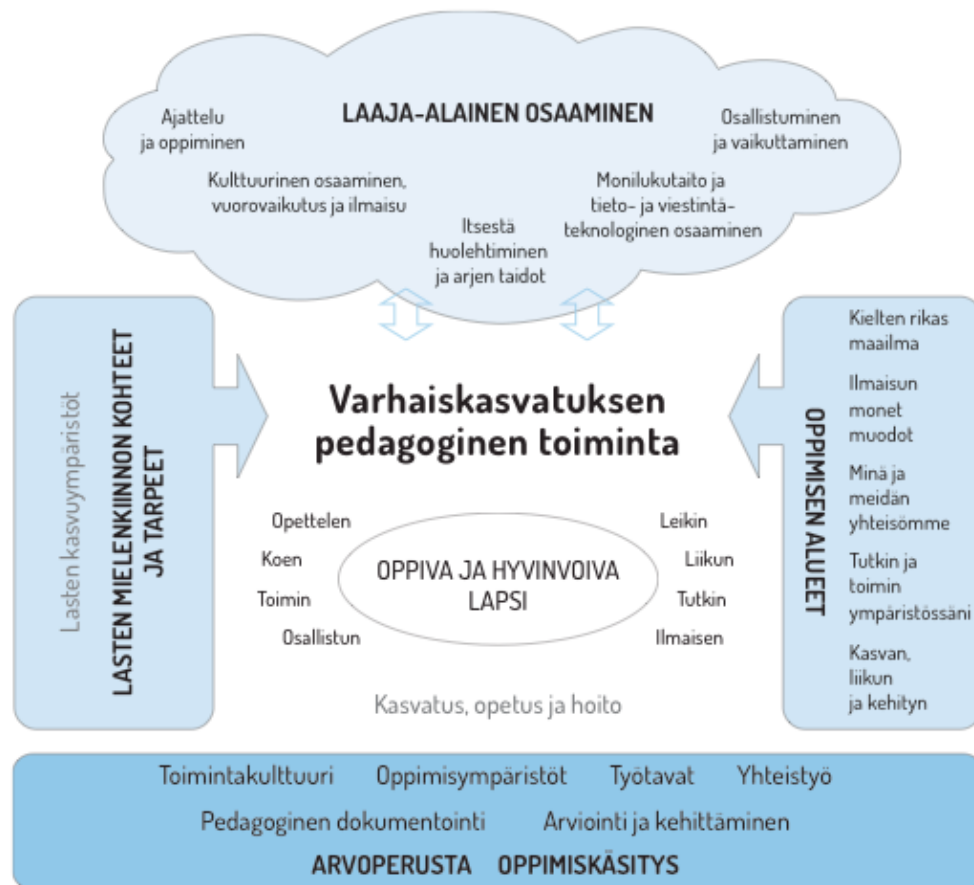 LAAJA-ALAINEN OSAAMINEN
Ajattelu
ja oppiminen
Kulttuurinen osaaminen,
vuorovaikutus ja ilmaisu
Itsestä
huolehtiminen
ja arjen taidot
Monilukutaito ja
tieto- ja viestintä-
teknologinen osaaminen
Osallistuminen
ja vaikuttaminen
Lasten kasvuympäristöt
LASTEN MIELENKIINNON KOHTEET
JA TARPEET
Varhaiskasvatuksen
pedagoginen toiminta
Opettelen
Koen
Toimin
Osallistun
OPPIVA JA HYVINVOIVA
LAPSI
Leikin
Liikun
Tutkin
Ilmaisen
Kasvatus, opetus ja hoito
OPPIMISEN ALUEET
Kielten rikas
maailma
Ilmaisun
monet
muodot
Minä ja
meidän
yhteisömme
Tutkin ja
toimin
ympäristössäni
Kasvan,
liikun
ja kehityn
Toimintakulttuuri Oppimisympäristöt Työtavat Yhteistyö
Pedagoginen dokumentointi Arviointi ja kehittäminen
ARVOPERUSTA OPPIMISKÄSITYS